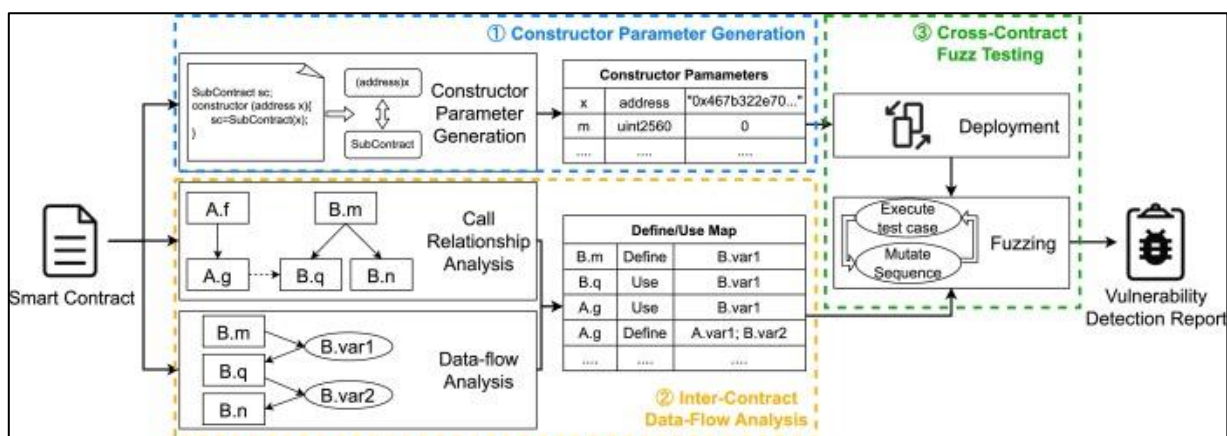 ① Constructor Parameter Generation
SubContract sc;
constructor (address x){
sc=SubContract(x);
}
(address)x
SubContract
Constructor
Parameter
Generation
Constructor Pamameters
x address "0x467b322e70..."
m uint2560 0
.... .... ....
③ Cross-Contract
Fuzz Testing
Deployment
Execute
test case
Mutate
Sequence
Fuzzing
Smart Contract
A.f
B.m
A.g
B.q
B.n
Call
Relationship
Analysis
B.m
B.q
B.n
B.var1
B.var2
Data-flow
Analysis
Define/Use Map
B.m Define B.var1
B.q Use B.var1
A.g Use B.var1
A.g Define A.var1; B.var2
.... .... ....
② Inter-Contract
Data-Flow Analysis
Vulnerability
Detection Report